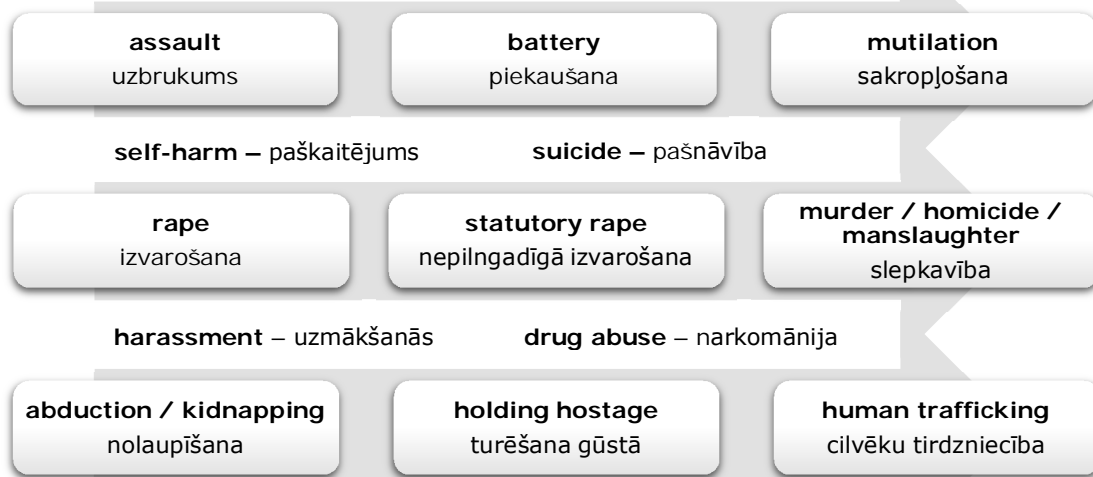 assault
uzbrukums
battery
piekaušana
mutilation
sakropļošana
self-harm – paškaitējums
suicide – pašnāvība
rape
izvarošana
statutory rape
nepilngadīgā izvarošana
murder / homicide /
manslaughter
slepkavība
harassment – uzmākšanās
drug abuse – narkomānija
abduction / kidnapping
nolaupīšana
holding hostage
turēšana gūstā
human trafficking
cilvēku tirdzniecība